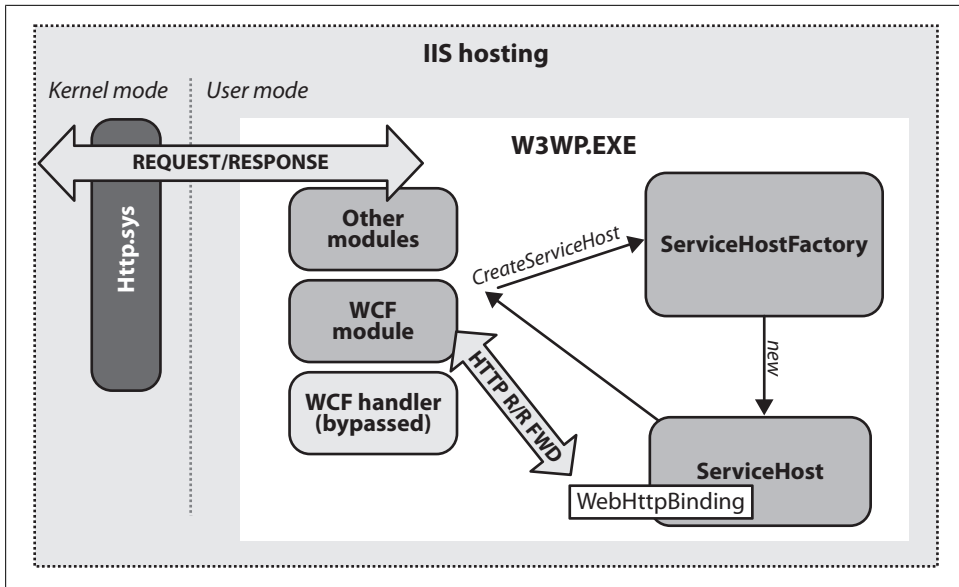 IIS hosting
Kernel mode
User mode
W3WP.EXE
REQUEST/RESPONSE
Http.sys
Other
modules
CreateServiceHost
ServiceHostFactory
WCF
module
new
HTTP R/R FWD
WCF handler
(bypassed)
ServiceHost
WebHttpBinding